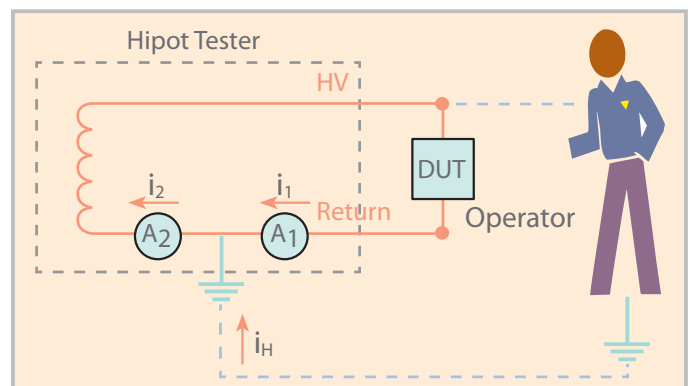 Hipot Tester
HV
DUT
i2
i1
Return
Operator
A2
A1
iH